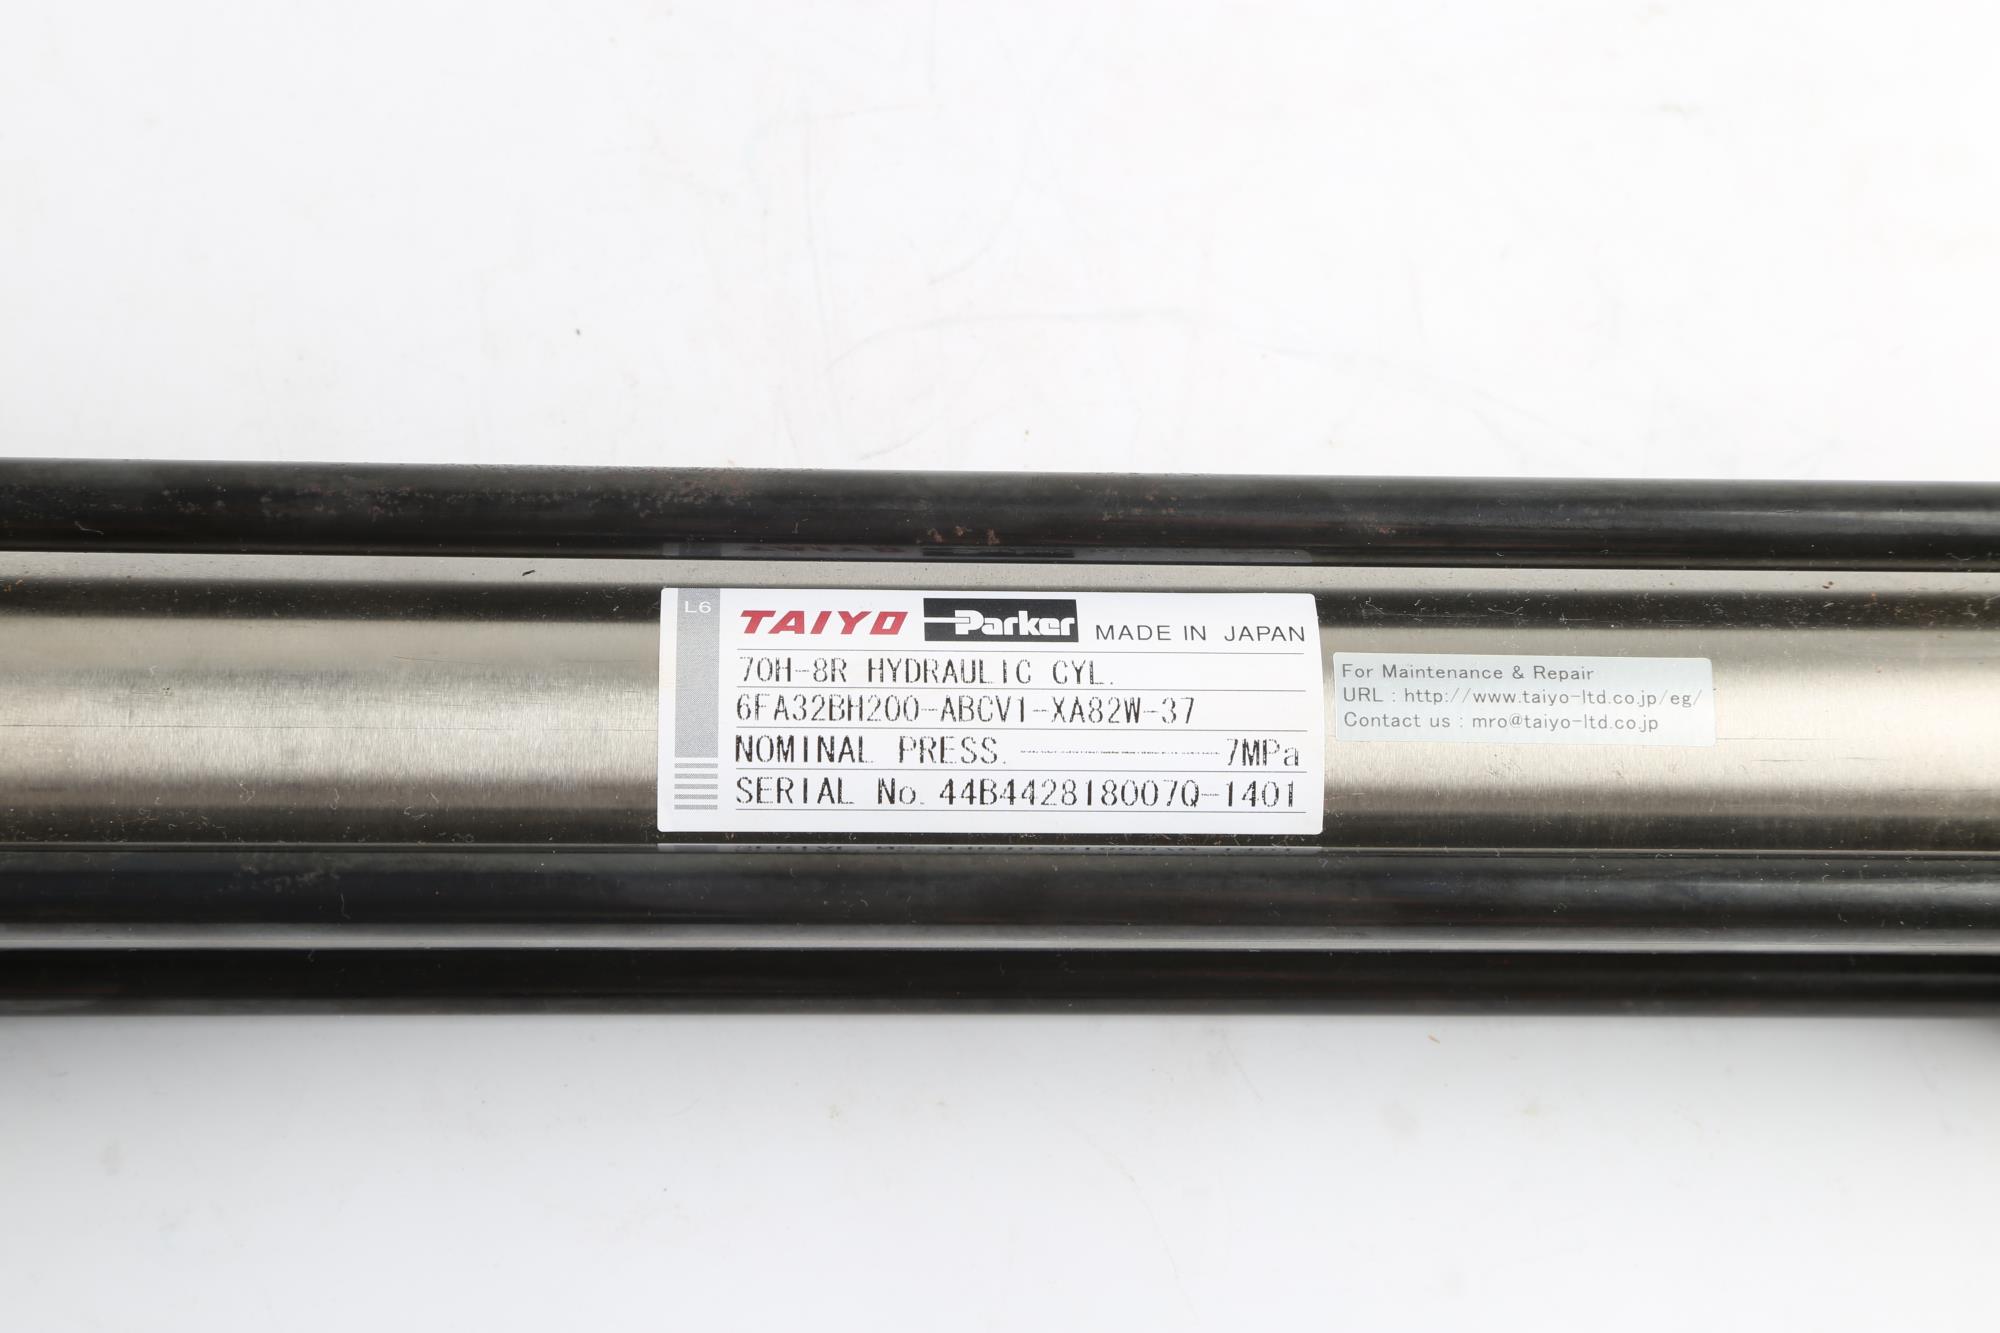 L6 TAIYO Parker MADE IN JAPAN
70H-8R HYDRAULIC CYL.
6FA32BH200-ABCV1-XA82W-37
NOMINAL PRESS. 7MPa
SERIAL No. 44B442818007Q-1401
For Maintenance & Repair
URL : http://www.taiyo-ltd.co.jp/eg/
Contact us : mro@taiyo-ltd.co.jp